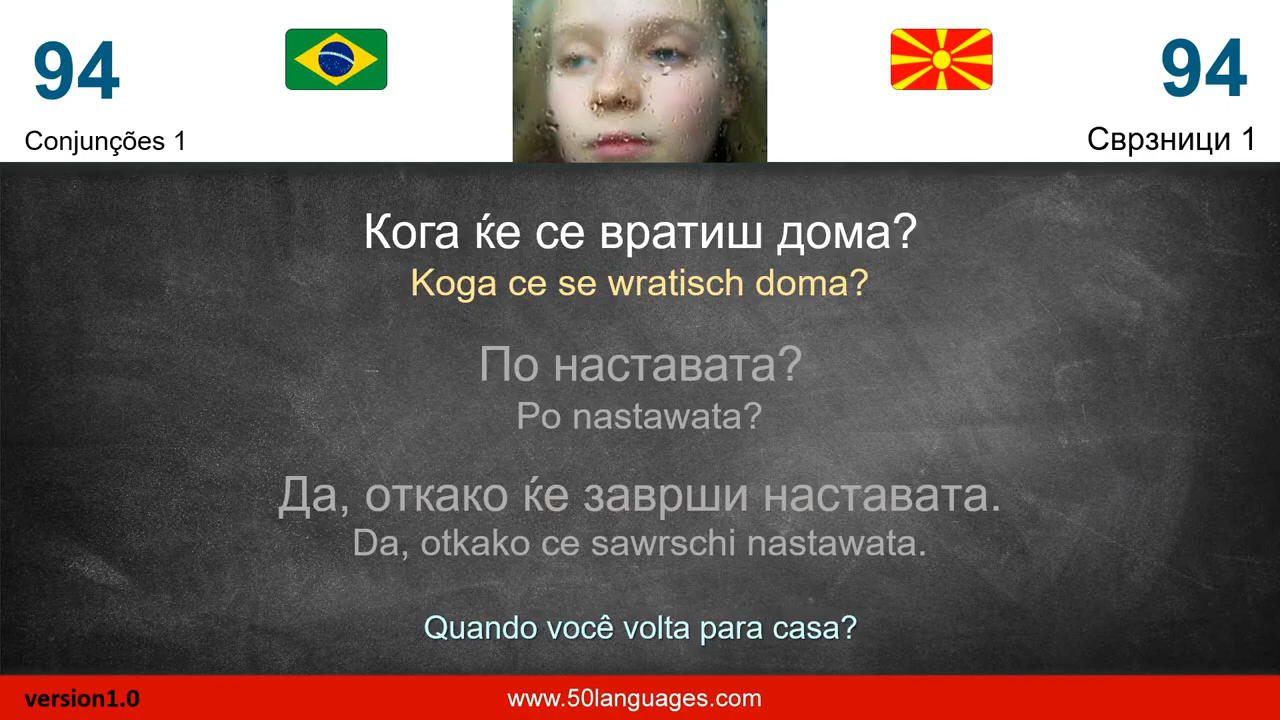 94
94
Conjunções 1
Сврзници 1
Кога ќе се вратиш дома?
Koga ce se wratisch doma?
По наставата?
Po nastawata?
Да, откако ќе заврши наставата.
Da, otkako ce sawrschi nastawata.
Quando você volta para casa?
version1.0
www.50languages.com